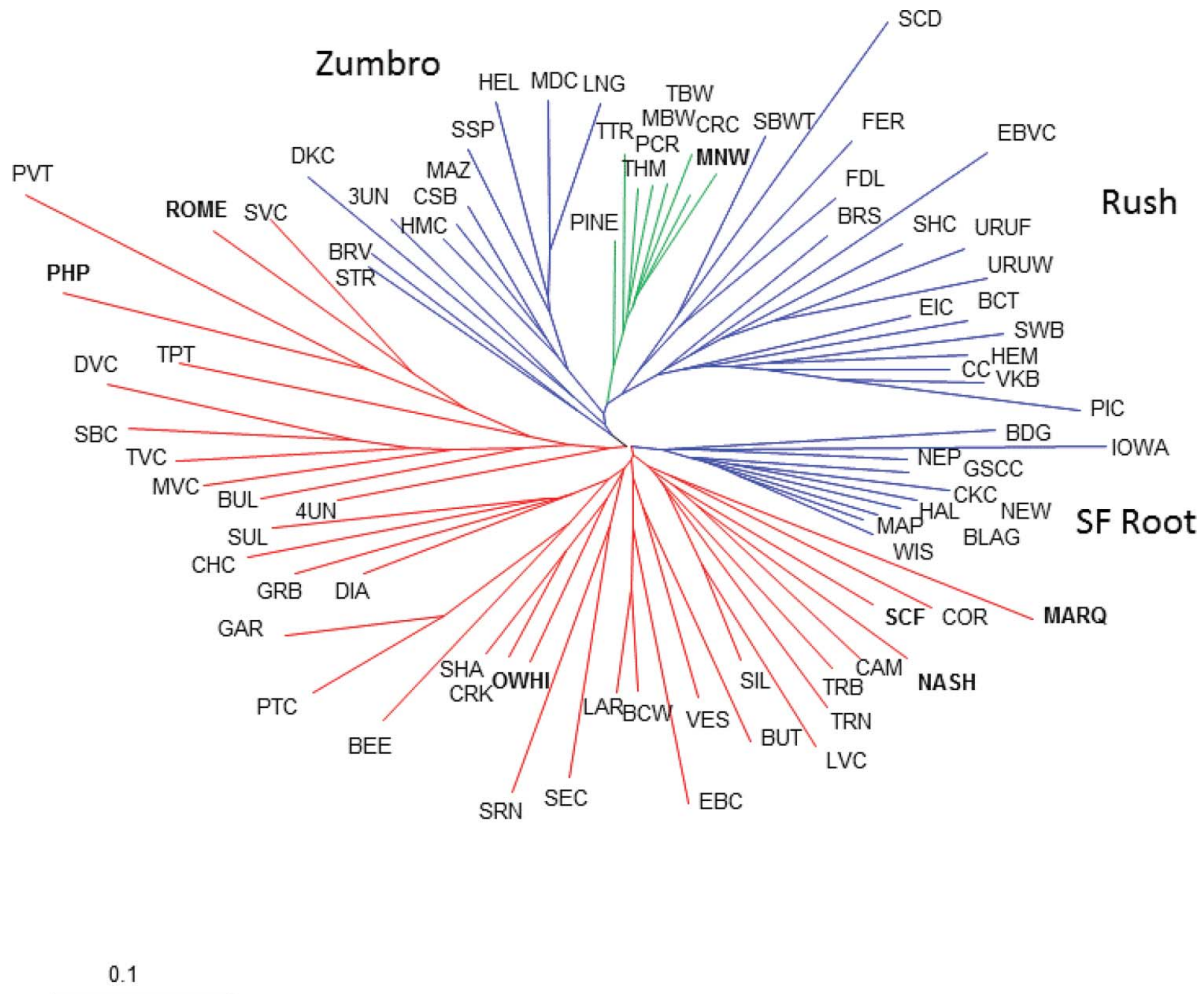 SCD
Zumbro
HEL
MDC
LNG
TBW
MBW
CRC
SBWT
FER
EBVC
SSP
TTR
PCR
MNW
THM
DKC
MAZ
FDL
PVT
3UN
CSB
Rush
ROME
SVC
HMC
PINE
BRS
SHC
URUF
BRV
STR
URUW
PHP
EIC
BCT
SWB
DVC
TPT
HEM
CC
VKB
PIC
SBC
BDG
IOWA
TVC
NEP
GSCC
MVC
BUL
4UN
CKC
HAL
NEW
SF Root
SUL
MAP
BLAG
WIS
CHC
GRB
DIA
SCF
COR
MARQ
GAR
SHA
CRK
OWHI
SIL
TRB
CAM
NASH
PTC
LAR
BCW
VES
TRN
BEE
BUT
LVC
SRN
SEC
EBC
0.1